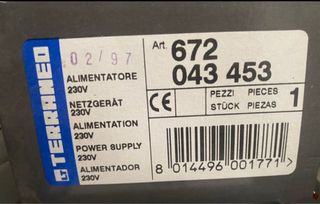 TERRANEO
02/97
ALIMENTATORE
230V
NETZGERÄT
230V
ALIMENTATION
230V
POWER SUPPLY
230V
ALIMENTADOR
230V
Art. 672
043 453
CE
PEZZI PIECES
STÜCK PIEZAS
1
8 014496 001771